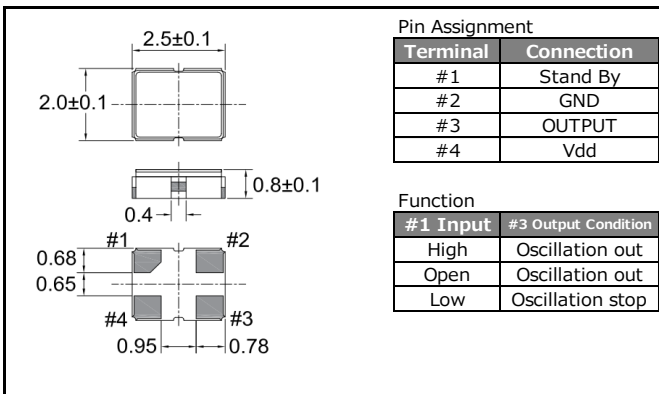 2.5±0.1
2.0±0.1
0.8±0.1
0.4
#1 #2
0.68
0.65
#4 #3
0.95 0.78
Pin Assignment
Terminal Connection
#1 Stand By
#2 GND
#3 OUTPUT
#4 Vdd
Function
#1 Input #3 Output Condition
High Oscillation out
Open Oscillation out
Low Oscillation stop